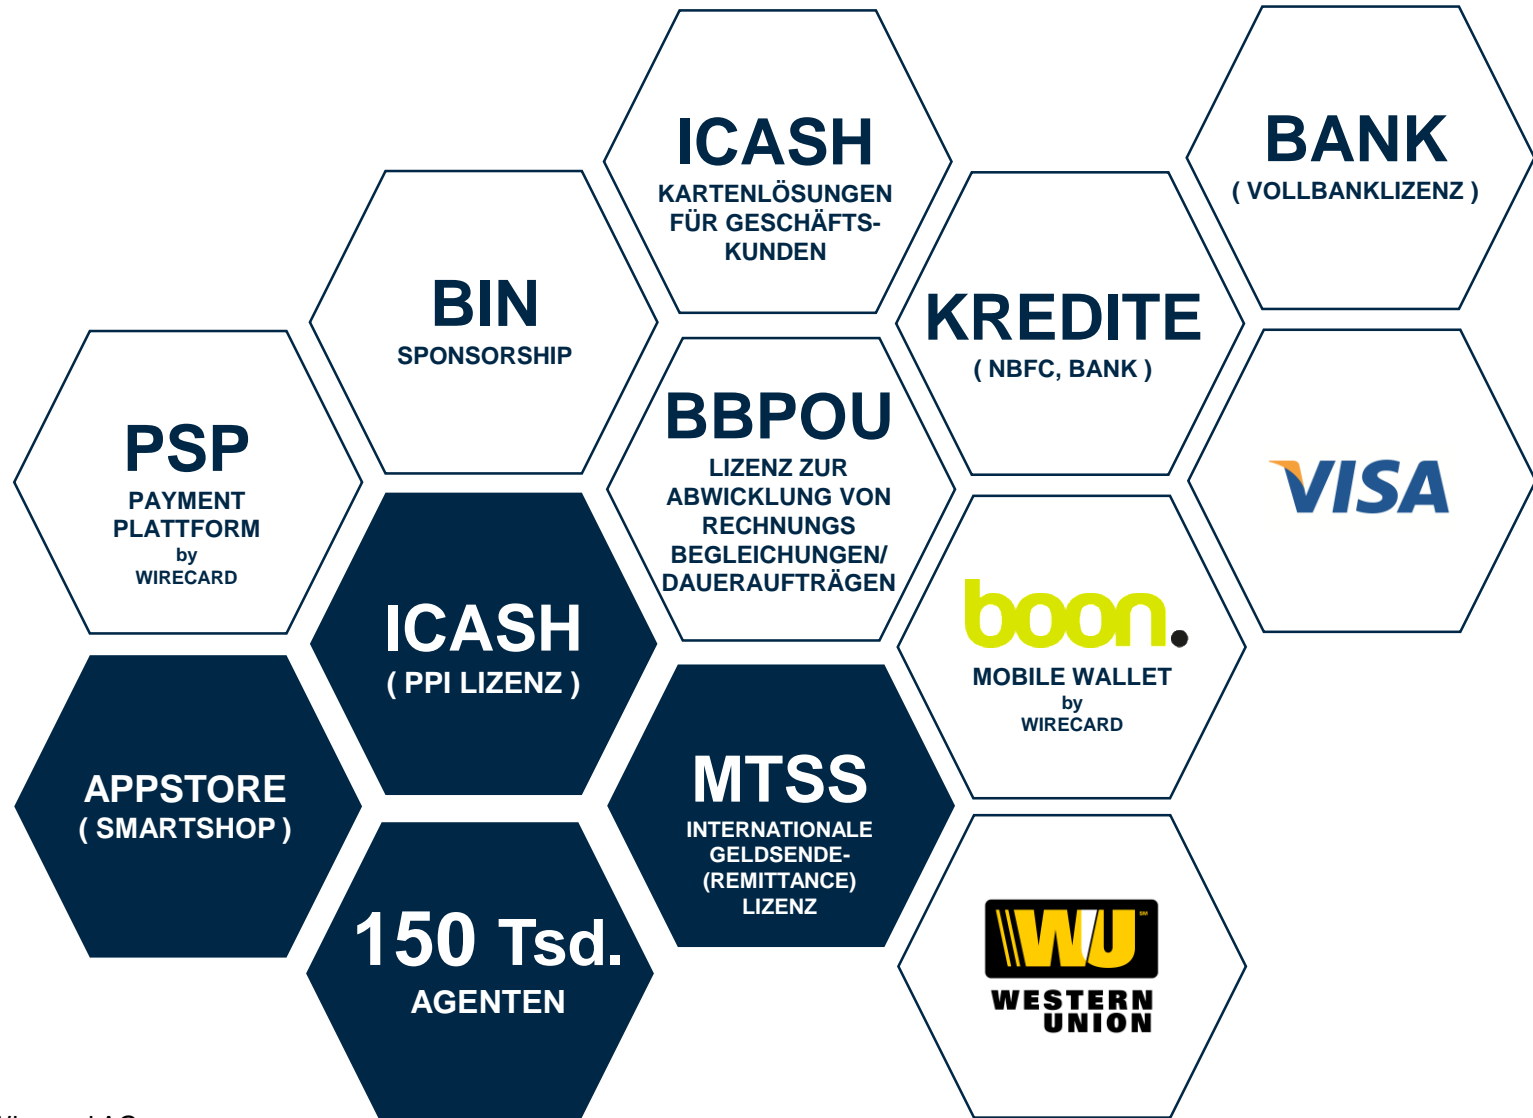 ICASH
KARTENLÖSUNGEN
FÜR GESCHÄFTS-
KUNDEN
BANK
( VOLLBANKLIZENZ )
BIN
SPONSORSHIP
KREDITE
( NBFC, BANK )
PSP
PAYMENT
PLATTFORM
by
WIRECARD
BBPOU
LIZENZ ZUR
ABWICKLUNG VON
RECHNUNGS
BEGLEICHUNGEN/
DAUERAUFTRÄGEN
VISA
ICASH
( PPI LIZENZ )
boon.
MOBILE WALLET
by
WIRECARD
APPSTORE
( SMARTSHOP )
MTSS
INTERNATIONALE
GELDSENDE-
(REMITTANCE)
LIZENZ
150 Tsd.
AGENTEN
WU
SM
WESTERN
UNION